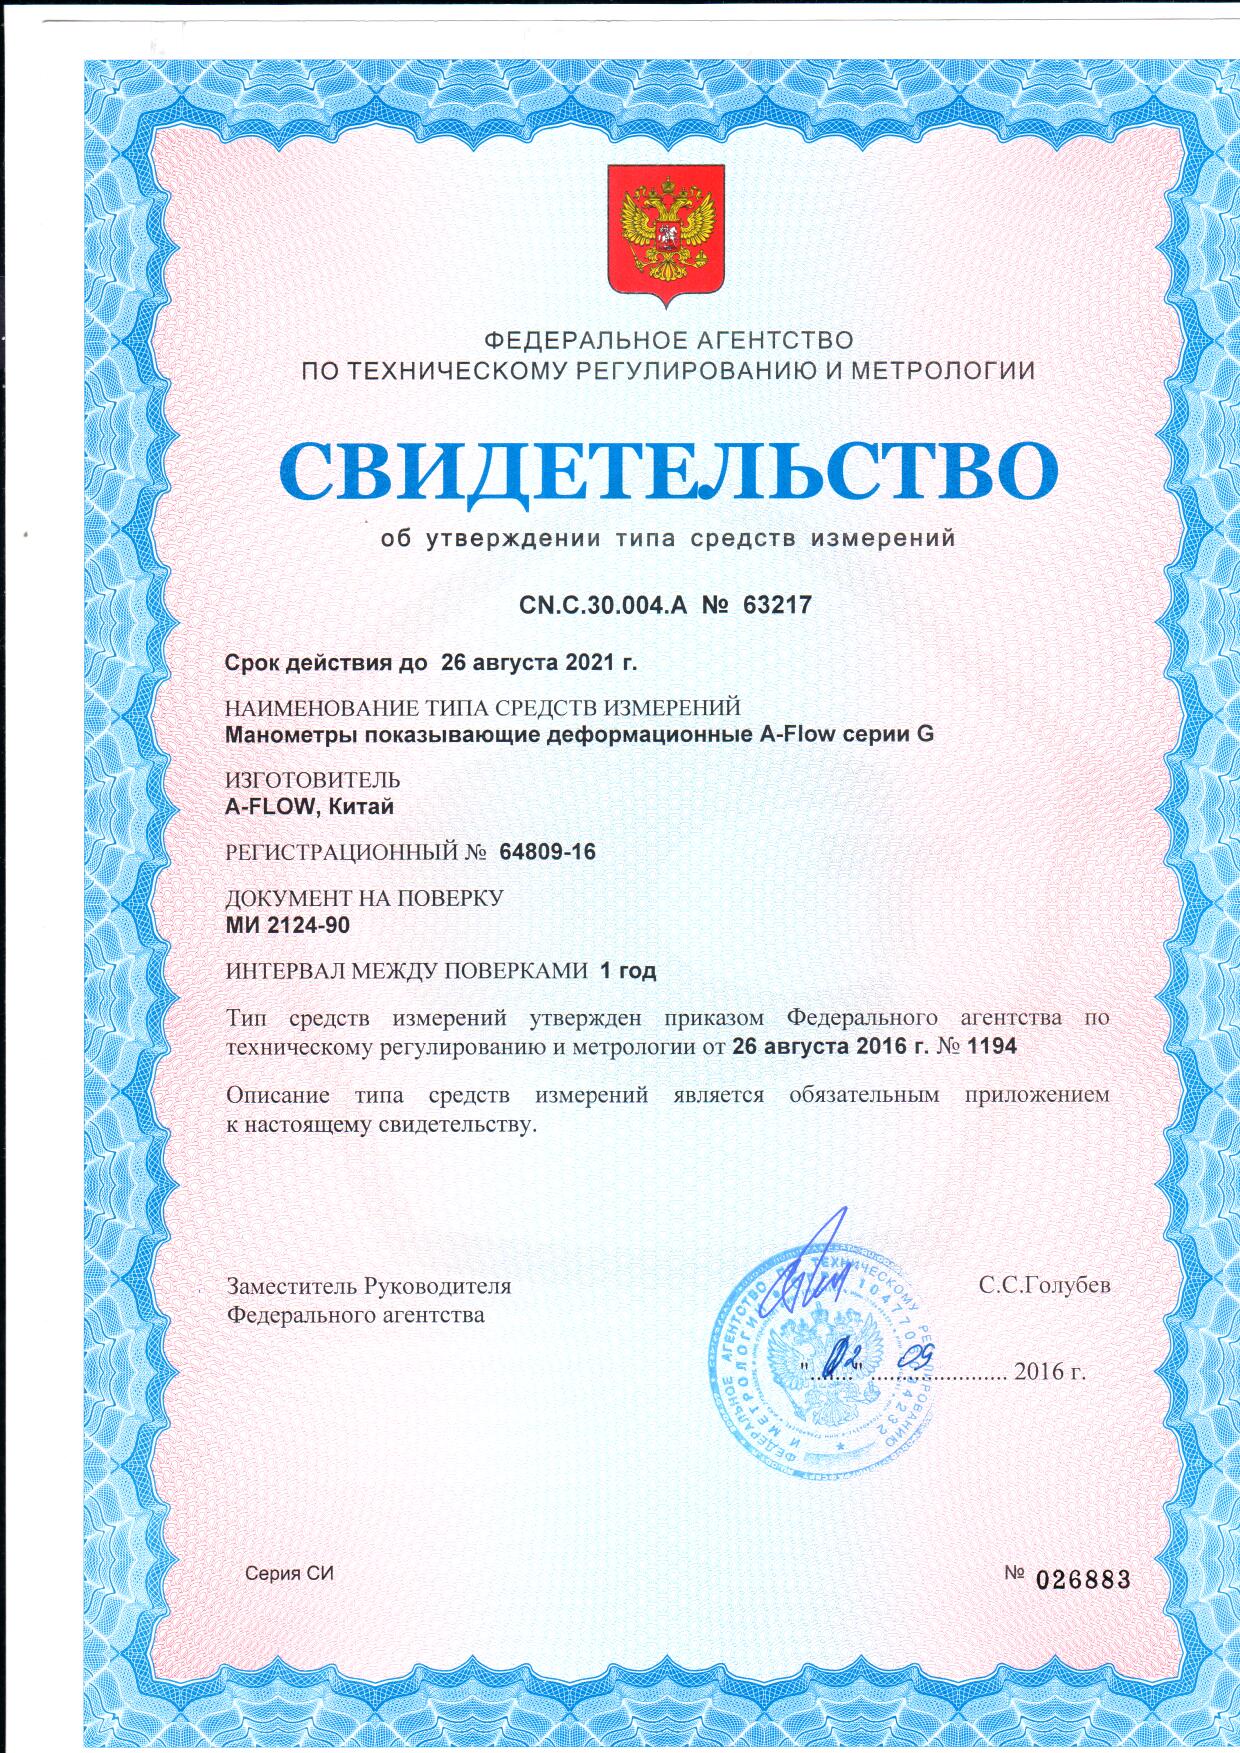 ФЕДЕРАЛЬНОЕ АГЕНТСТВО
ПО ТЕХНИЧЕСКОМУ РЕГУЛИРОВАНИЮ И МЕТРОЛОГИИ
СВИДЕТЕЛЬСТВО
об утверждении типа средств измерений
CN.C.30.004.A № 63217
Срок действия до 26 августа 2021 г.
НАИМЕНОВАНИЕ ТИПА СРЕДСТВ ИЗМЕРЕНИЙ
Манометры показывающие деформационные A-Flow серии G
ИЗГОТОВИТЕЛЬ
A-FLOW, Китай
РЕГИСТРАЦИОННЫЙ № 64809-16
ДОКУМЕНТ НА ПОВЕРКУ
МИ 2124-90
ИНТЕРВАЛ МЕЖДУ ПОВЕРКАМИ 1 год
Тип средств измерений утвержден приказом Федерального агентства по
техническому регулированию и метрологии от 26 августа 2016 г. № 1194
Описание типа средств измерений является обязательным приложением
к настоящему свидетельству.
Заместитель Руководителя
Федерального агентства
С.С.Голубев
ФЕДЕРАЛЬНОЕ АГЕНТСТВО ТЕХНИЧЕСКОМУ РЕГУЛИРОВАНИЮ
И МЕТРОЛОГИИ
"02" 09 2016 г.
Серия СИ
№ 026883